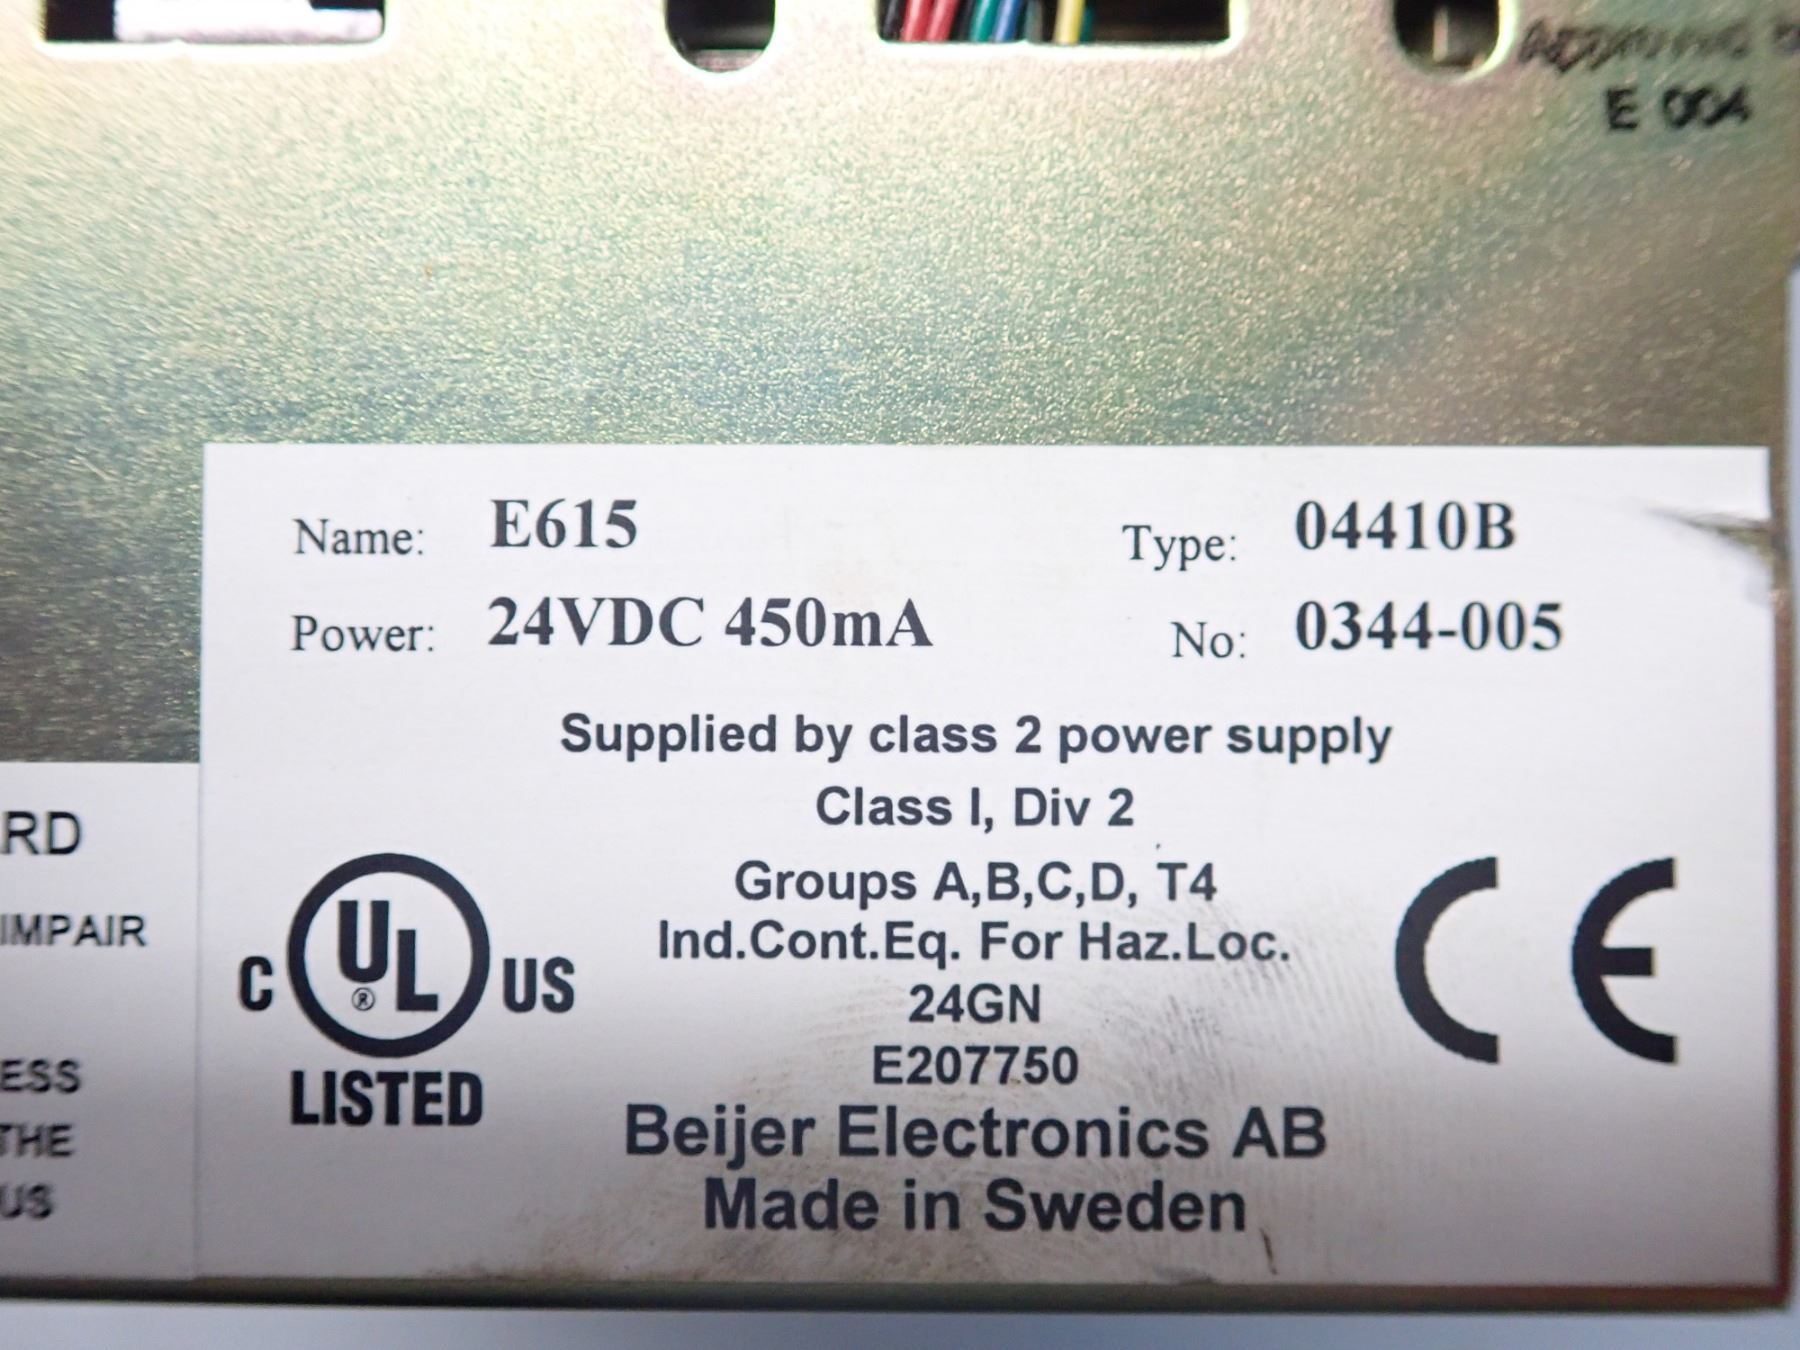 E 004
Name: E615 Type: 04410B
Power: 24VDC 450mA No: 0344-005
Supplied by class 2 power supply
Class I, Div 2
Groups A,B,C,D, T4
Ind.Cont.Eq. For Haz.Loc.
24GN
E207750
Beijer Electronics AB
Made in Sweden
C UL® US
LISTED
CE
RD
IMPAIR
ESS
THE
US